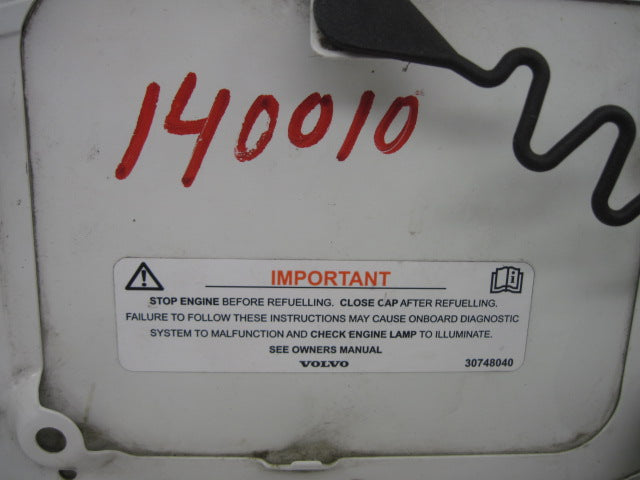 140010
IMPORTANT
STOP ENGINE BEFORE REFUELLING. CLOSE CAP AFTER REFUELLING.
FAILURE TO FOLLOW THESE INSTRUCTIONS MAY CAUSE ONBOARD DIAGNOSTIC
SYSTEM TO MALFUNCTION AND CHECK ENGINE LAMP TO ILLUMINATE.
SEE OWNERS MANUAL
VOLVO 30748040